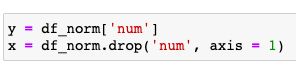 y = df_norm['num']
x = df_norm.drop('num', axis = 1)